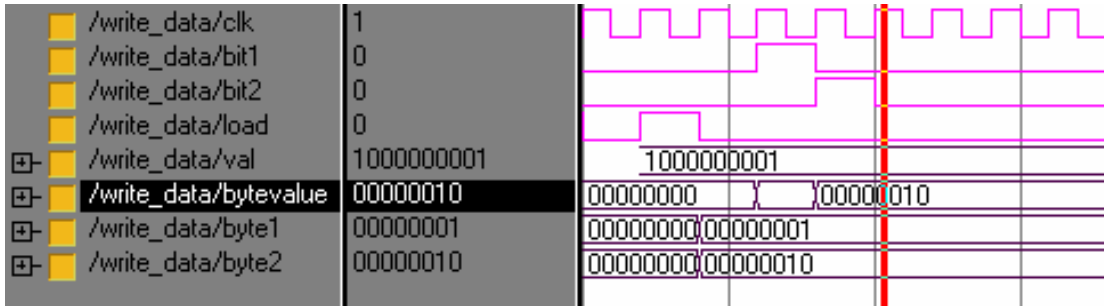 /write_data/clk 1
/write_data/bit1 0
/write_data/bit2 0
/write_data/load 0
/write_data/val 1000000001 1000000001
/write_data/bytevalue 00000010 00000000 00000010
/write_data/byte1 00000001 00000000 00000001
/write_data/byte2 00000010 00000000 00000010